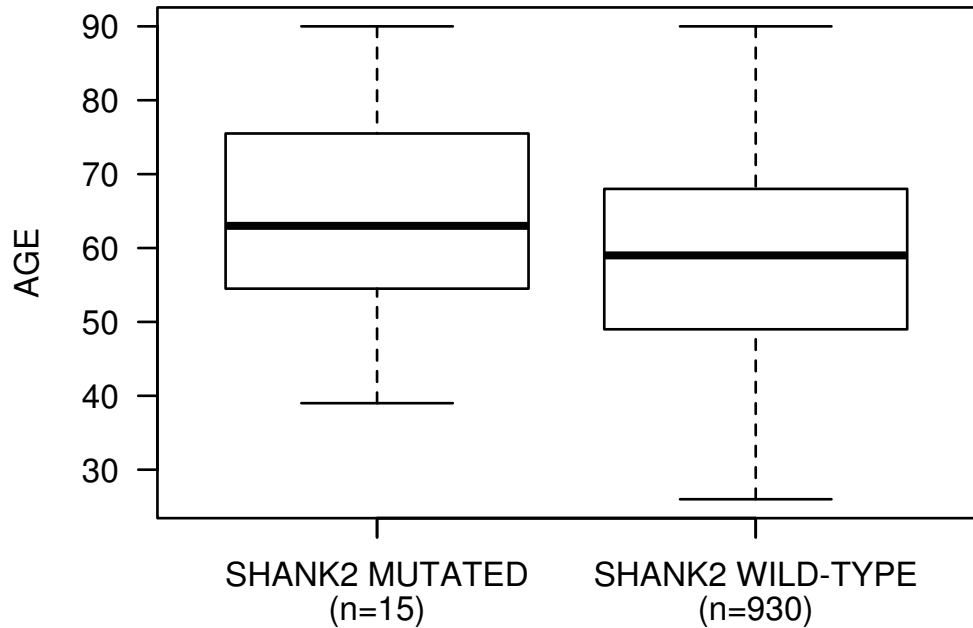 90
80
70
60
50
40
30
AGE
SHANK2 MUTATED
(n=15)
SHANK2 WILD-TYPE
(n=930)